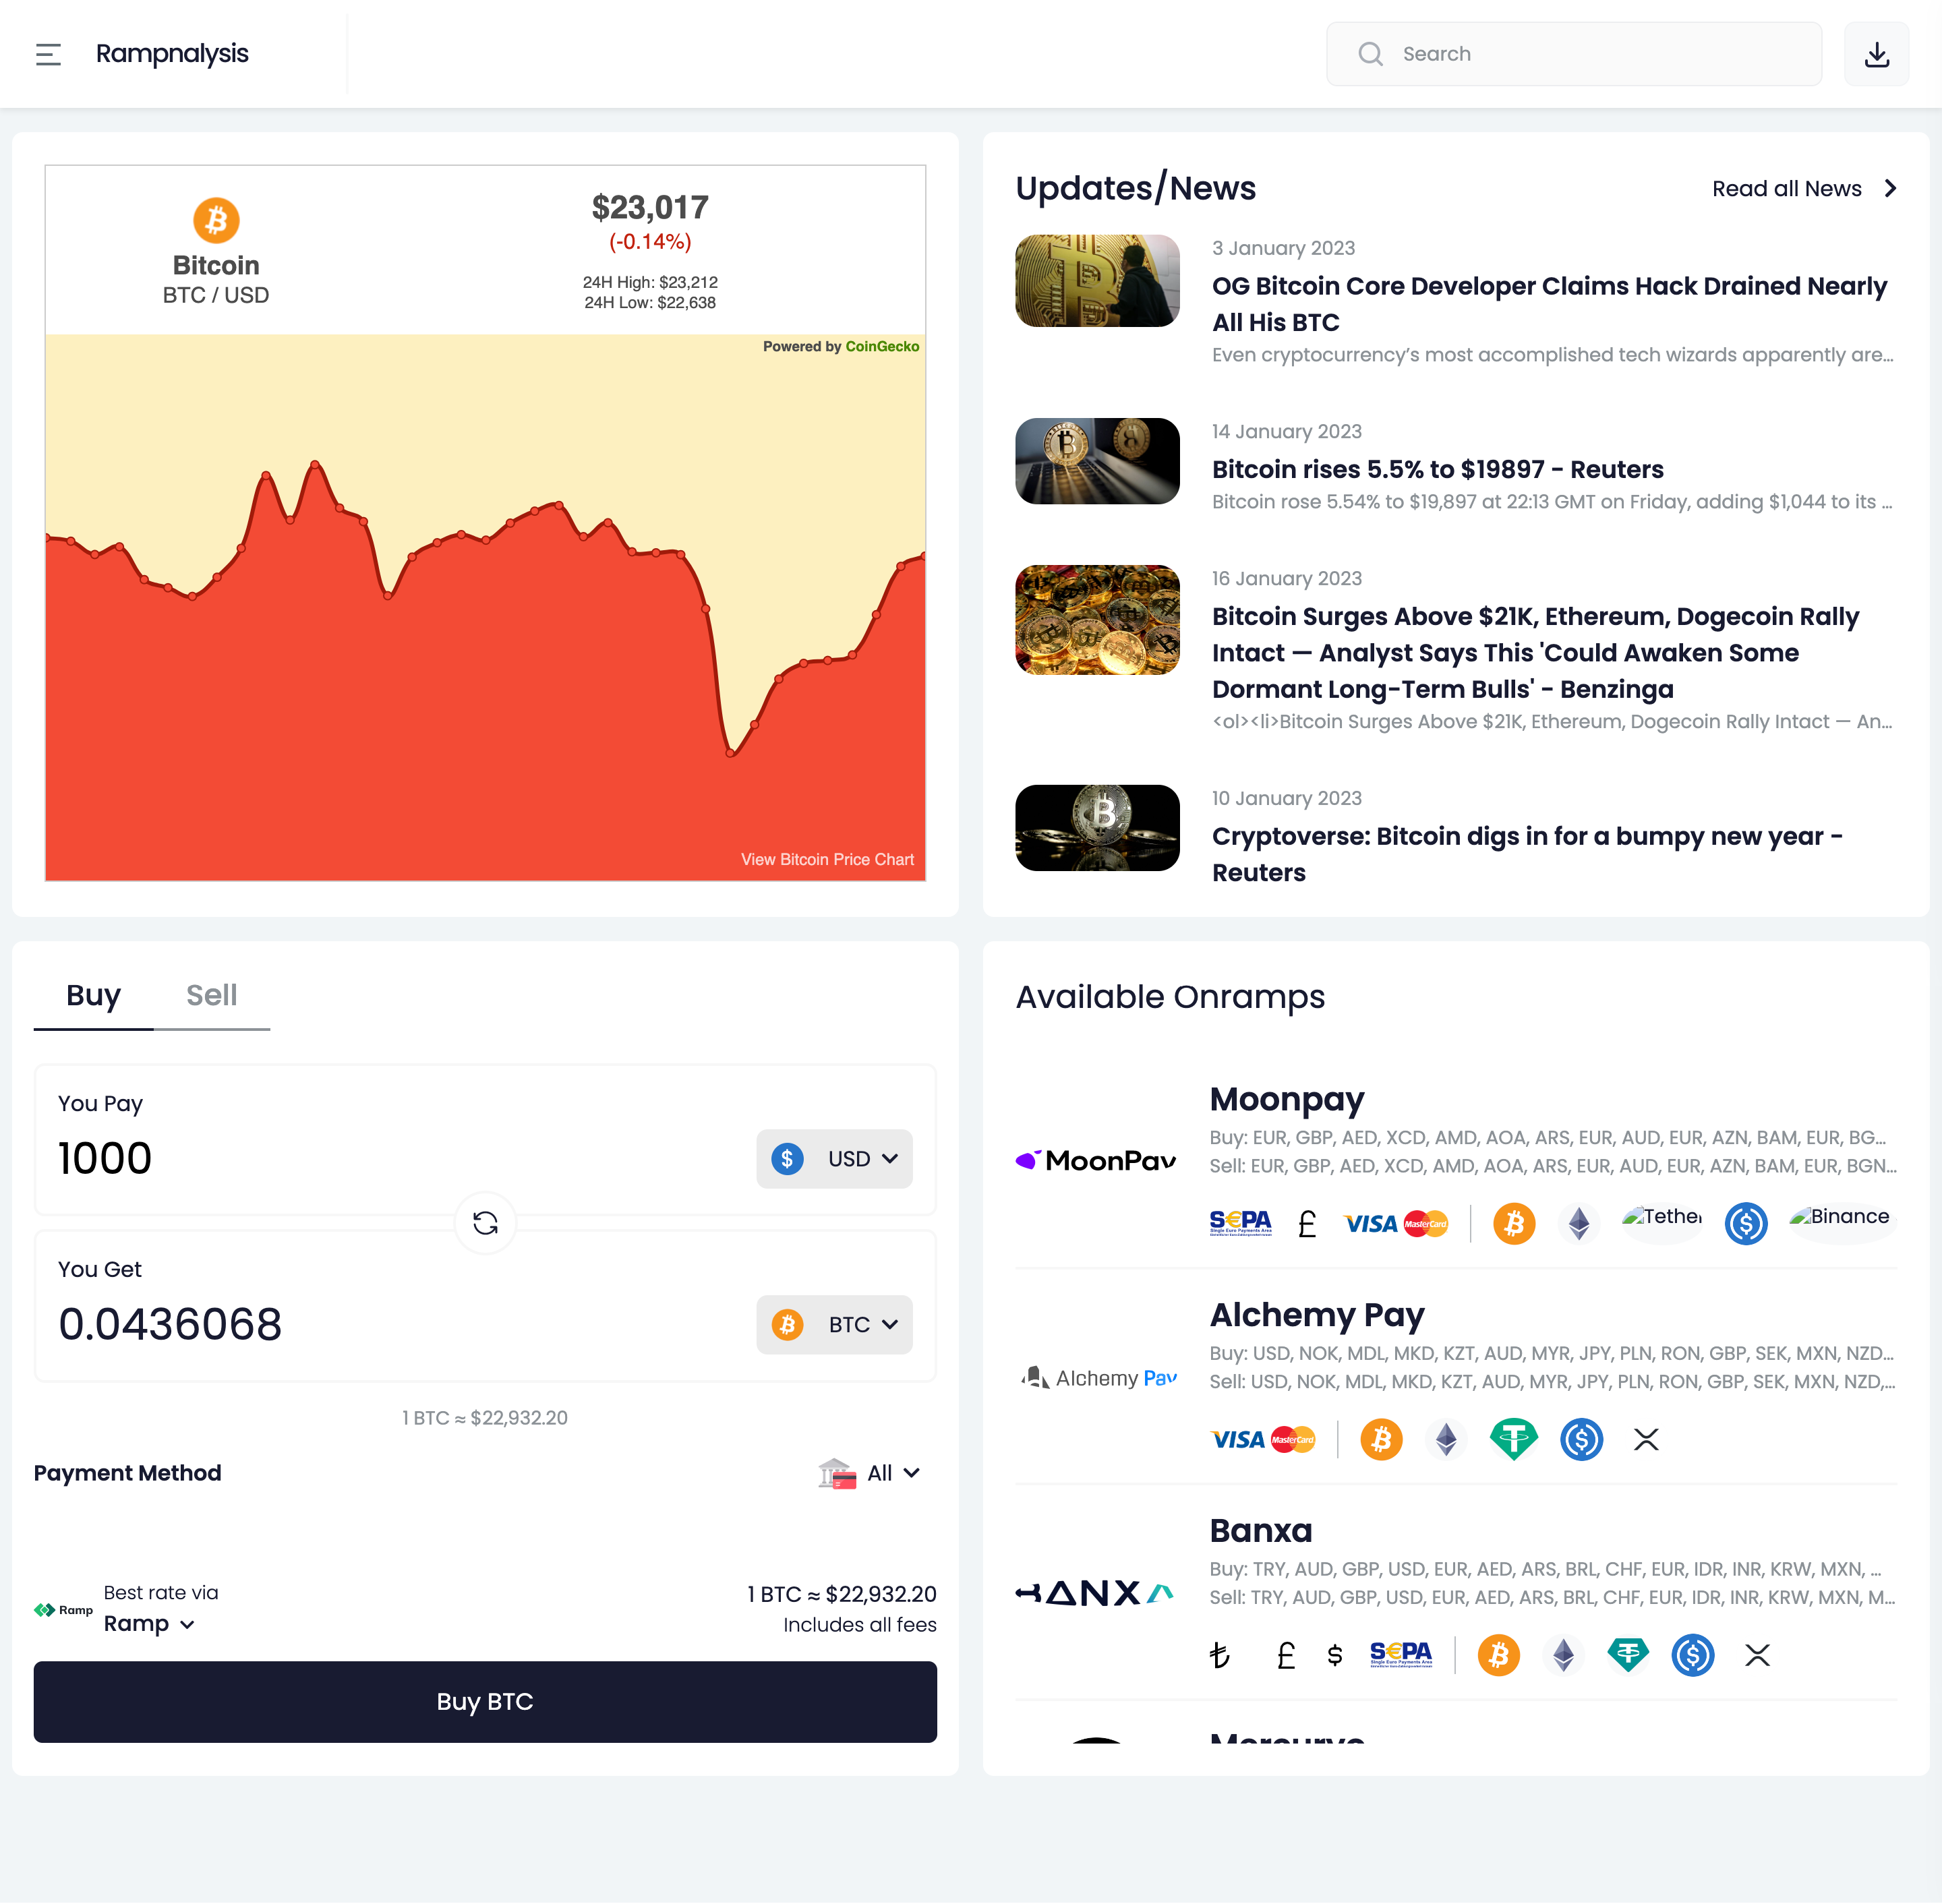 Rampnalysis
Search
Bitcoin
BTC / USD
$23,017
(-0.14%)
24H High: $23,212
24H Low: $22,638
Powered by CoinGecko
View Bitcoin Price Chart
Updates/News
Read all News
3 January 2023
OG Bitcoin Core Developer Claims Hack Drained Nearly
All His BTC
Even cryptocurrency’s most accomplished tech wizards apparently are...
14 January 2023
Bitcoin rises 5.5% to $19897 - Reuters
Bitcoin rose 5.54% to $19,897 at 22:13 GMT on Friday, adding $1,044 to its ...
16 January 2023
Bitcoin Surges Above $21K, Ethereum, Dogecoin Rally
Intact — Analyst Says This 'Could Awaken Some
Dormant Long-Term Bulls' - Benzinga
<ol><li>Bitcoin Surges Above $21K, Ethereum, Dogecoin Rally Intact — An...
10 January 2023
Cryptoverse: Bitcoin digs in for a bumpy new year -
Reuters
Buy
Sell
You Pay
1000
$ USD
You Get
0.0436068
BTC
1 BTC ≈ $22,932.20
Payment Method
All
Ramp
Best rate via
Ramp
1 BTC ≈ $22,932.20
Includes all fees
Buy BTC
Available Onramps
MoonPay
Moonpay
Buy: EUR, GBP, AED, XCD, AMD, AOA, ARS, EUR, AUD, EUR, AZN, BAM, EUR, BG...
Sell: EUR, GBP, AED, XCD, AMD, AOA, ARS, EUR, AUD, EUR, AZN, BAM, EUR, BGN...
SEPA £ VISA MasterCard Tether Binance
Alchemy Pay
Alchemy Pay
Buy: USD, NOK, MDL, MKD, KZT, AUD, MYR, JPY, PLN, RON, GBP, SEK, MXN, NZD...
Sell: USD, NOK, MDL, MKD, KZT, AUD, MYR, JPY, PLN, RON, GBP, SEK, MXN, NZD,...
VISA MasterCard
BANXA
Banxa
Buy: TRY, AUD, GBP, USD, EUR, AED, ARS, BRL, CHF, EUR, IDR, INR, KRW, MXN, ...
Sell: TRY, AUD, GBP, USD, EUR, AED, ARS, BRL, CHF, EUR, IDR, INR, KRW, MXN, M...
₺ £ $ SEPA
Mercuryo